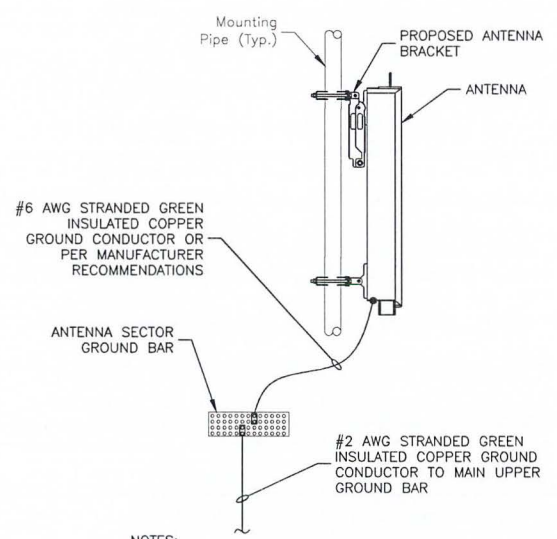 Mounting
Pipe (Typ.)
PROPOSED ANTENNA
BRACKET
ANTENNA
#6 AWG STRANDED GREEN
INSULATED COPPER
GROUND CONDUCTOR OR
PER MANUFACTURER
RECOMMENDATIONS
ANTENNA SECTOR
GROUND BAR
#2 AWG STRANDED GREEN
INSULATED COPPER GROUND
CONDUCTOR TO MAIN UPPER
GROUND BAR
NOTES: